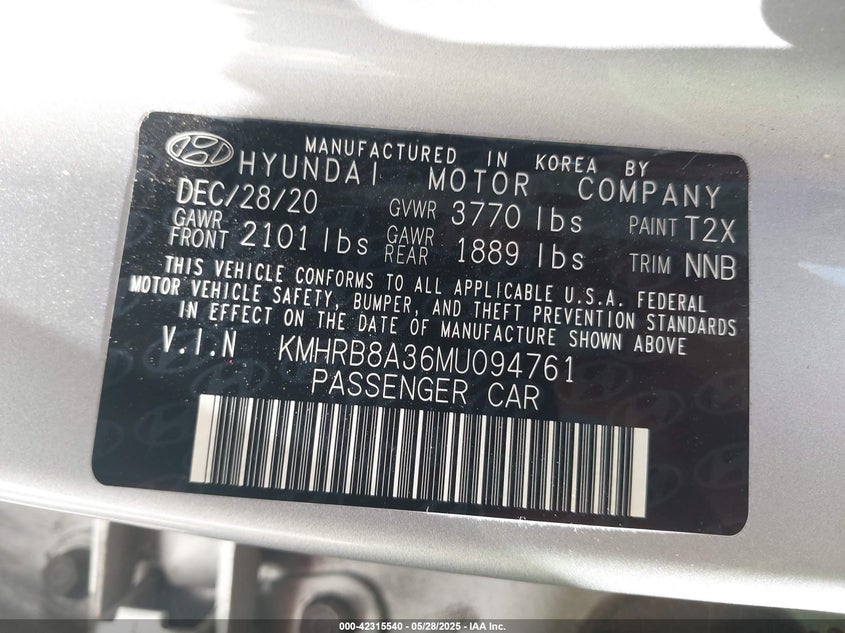 MANUFACTURED IN KOREA BY
HYUNDAI MOTOR COMPANY
DEC/28/20 GVWR 3770 lbs PAINT T2X
GAWR FRONT 2101 lbs GAWR REAR 1889 lbs TRIM NNB
THIS VEHICLE CONFORMS TO ALL APPLICABLE U.S.A. FEDERAL
MOTOR VEHICLE SAFETY, BUMPER, AND THEFT PREVENTION STANDARDS
IN EFFECT ON THE DATE OF MANUFACTURE SHOWN ABOVE
V.I.N KMHRB8A36MU094761
PASSENGER CAR
000-42315540 - 05/28/2025 - IAA Inc.